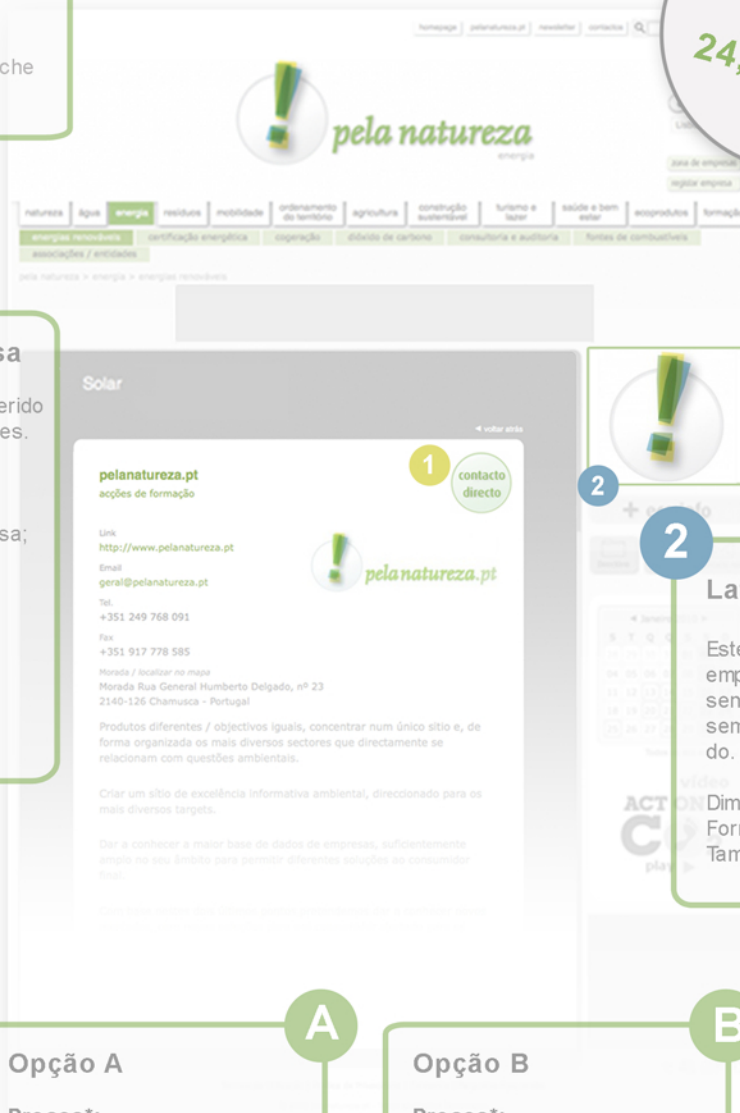 che
24,
homepage
pelanatureza.pt
newsletter
contactos
pela natureza
energia
zona de empresas
registar empresa
natureza
água
energia
resíduos
mobilidade
ordenamento
do território
agricultura
construção
sustentável
turismo e
lazer
saúde e bem
estar
ecoprodutos
formação
energias renováveis
certificação energética
cogeração
dióxido de carbono
consultoria e auditoria
fontes de combustíveis
associações / entidades
pela natureza > energia > energias renováveis
sa
erido
es.
sa;
Solar
voltar atrás
pelanatureza.pt
acções de formação
1
contacto
directo
Link
http://www.pelanatureza.pt
Email
geral@pelanatureza.pt
Tel.
+351 249 768 091
Fax
+351 917 778 585
Morada / localizar no mapa
Morada Rua General Humberto Delgado, nº 23
2140-126 Chamusca - Portugal
pelanatureza.pt
Produtos diferentes / objectivos iguais, concentrar num único sítio e, de
forma organizada os mais diversos sectores que directamente se
relacionam com questões ambientais.
Criar um sítio de excelência informativa ambiental, direccionado para os
mais diversos targets.
Dar a conhecer a maior base de dados de empresas, suficientemente
ampla no seu âmbito para permitir diferentes soluções ao consumidor
final.
2
2
La
Este
emp
sen
sem
do.
Dim
For
Tam
video
ACT ON
CO2
play
A
Opção A
B
Opção B